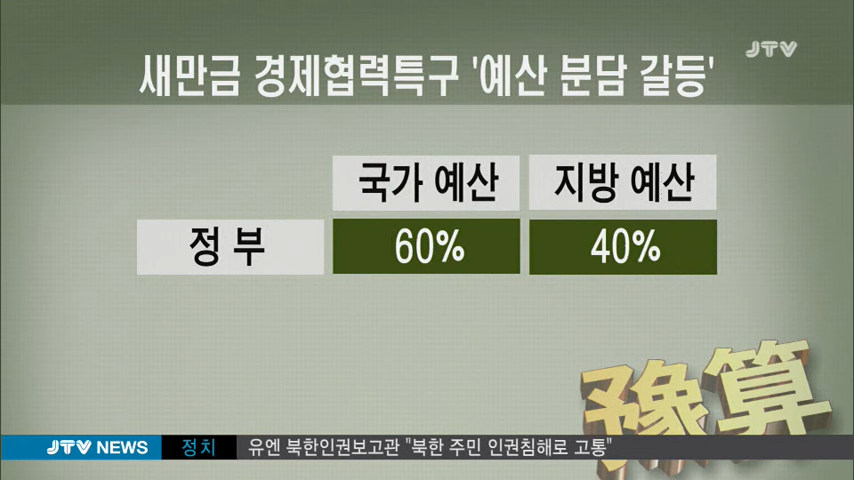 JTV
새만금 경제협력특구 '예산 분담 갈등'
국가 예산 지방 예산
정 부 60% 40%
豫算
JTV NEWS 정치 유엔 북한인권보고관 "북한 주민 인권침해로 고통"